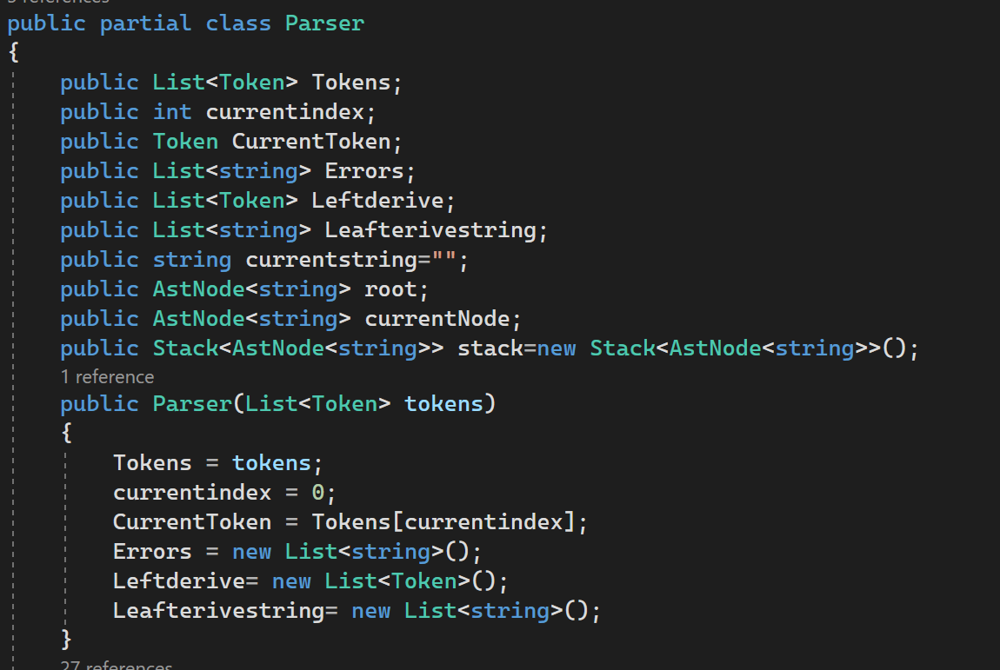 references
public partial class Parser
{
public List<Token> Tokens;
public int currentindex;
public Token CurrentToken;
public List<string> Errors;
public List<Token> Leftderive;
public List<string> Leafterivestring;
public string currentstring="";
public AstNode<string> root;
public AstNode<string> currentNode;
public Stack<AstNode<string>> stack=new Stack<AstNode<string>>();
1 reference
public Parser(List<Token> tokens)
{
Tokens = tokens;
currentindex = 0;
CurrentToken = Tokens[currentindex];
Errors = new List<string>();
Leftderive= new List<Token>();
Leafterivestring= new List<string>();
}
27 references